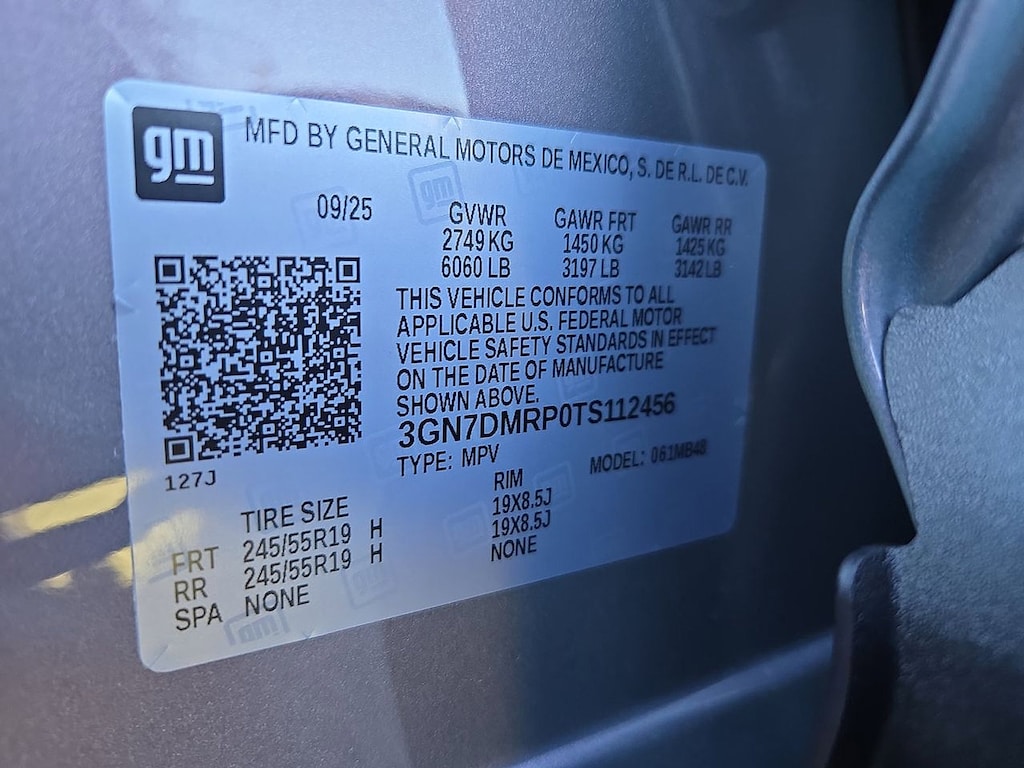 gm MFD BY GENERAL MOTORS DE MEXICO, S. DE R.L. DE C.V.
09/25 GVWR GAWR FRT GAWR RR
2749 KG 1450 KG 1425 KG
6060 LB 3197 LB 3142 LB
THIS VEHICLE CONFORMS TO ALL
APPLICABLE U.S. FEDERAL MOTOR
VEHICLE SAFETY STANDARDS IN EFFECT
ON THE DATE OF MANUFACTURE
SHOWN ABOVE.
3GN7DMRP0TS112456
127J
TYPE: MPV MODEL: 061MB48
TIRE SIZE RIM
FRT 245/55R19 H 19X8.5J
RR 245/55R19 H 19X8.5J
SPA NONE NONE